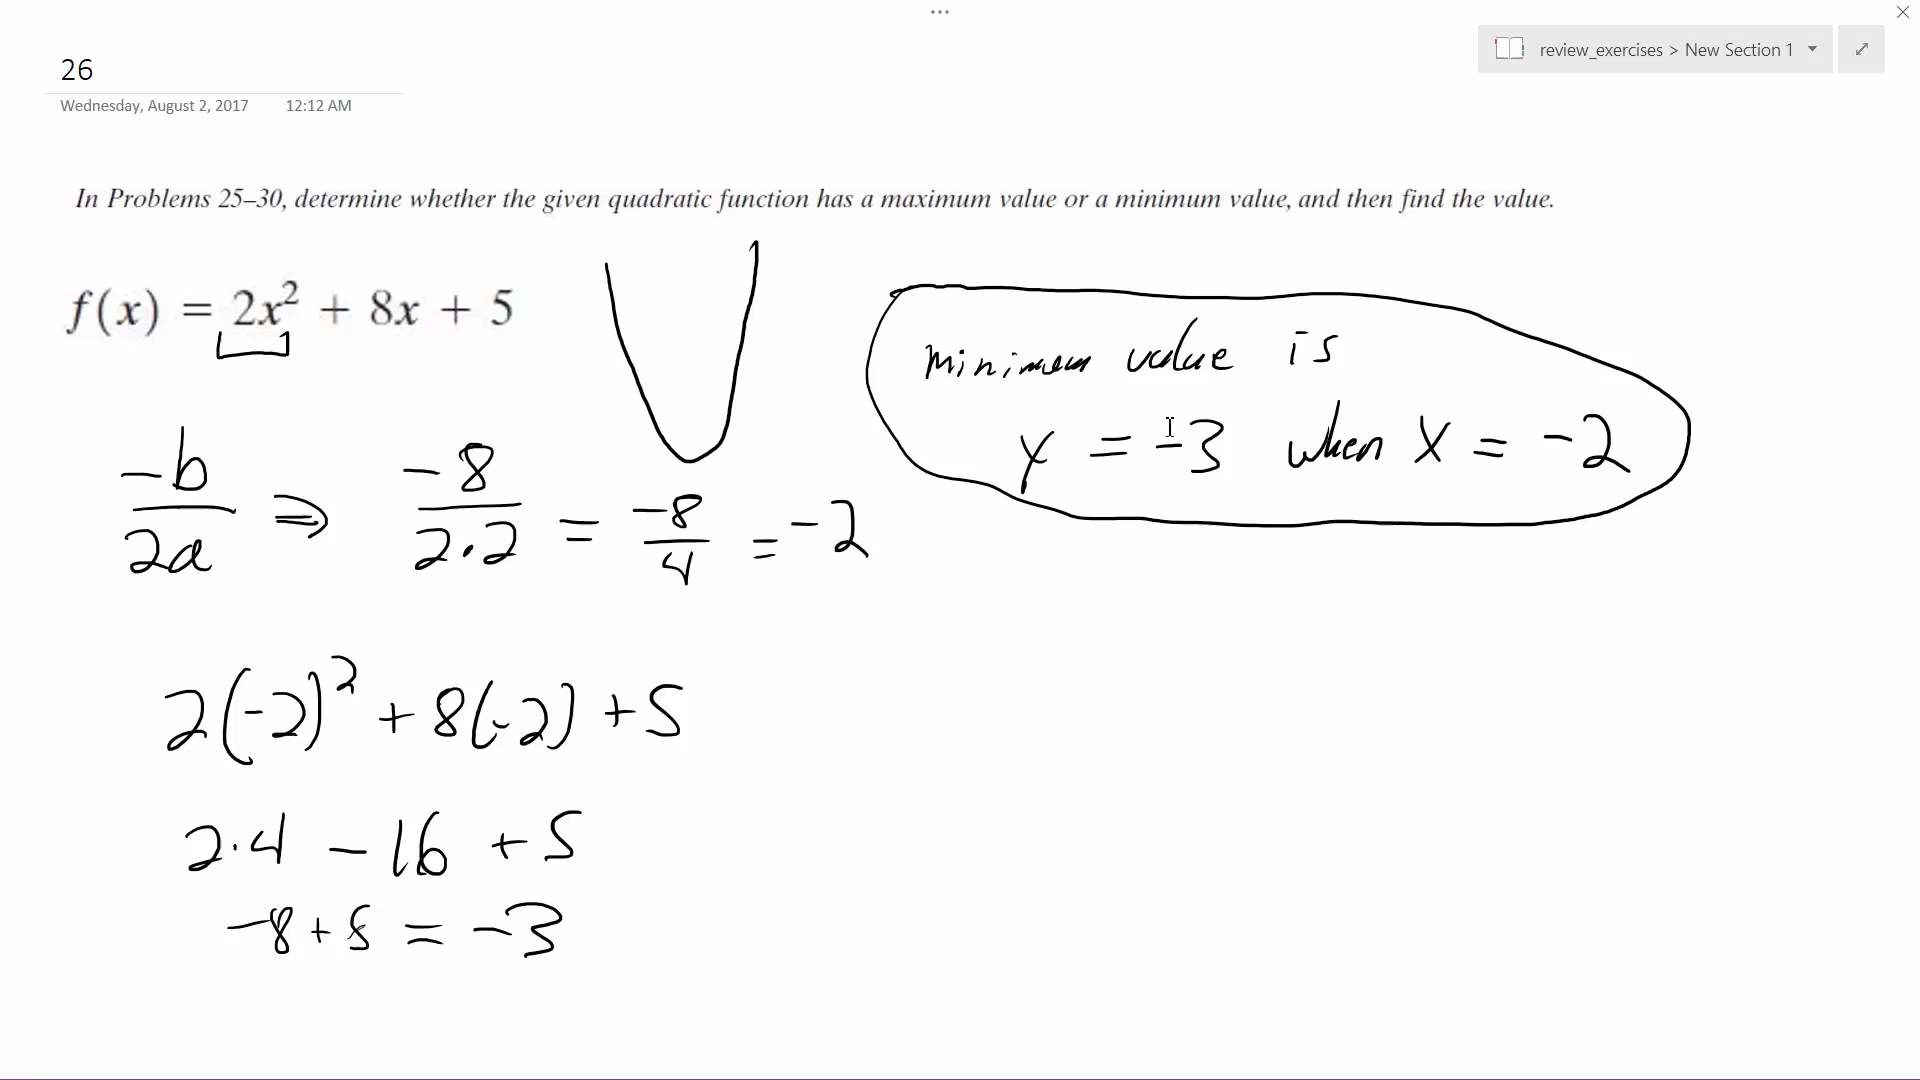 ...
review_exercises > New Section 1
26
Wednesday, August 2, 2017 12:12 AM
In Problems 25–30, determine whether the given quadratic function has a maximum value or a minimum value, and then find the value.
f(x) = 2x² + 8x + 5
minimum value is
y = -3 when x = -2
-b/2a ⇒ -8/2·2 = -8/4 = -2
2(-2)² + 8(-2) + 5
2·4 - 16 + 5
-8 + 5 = -3